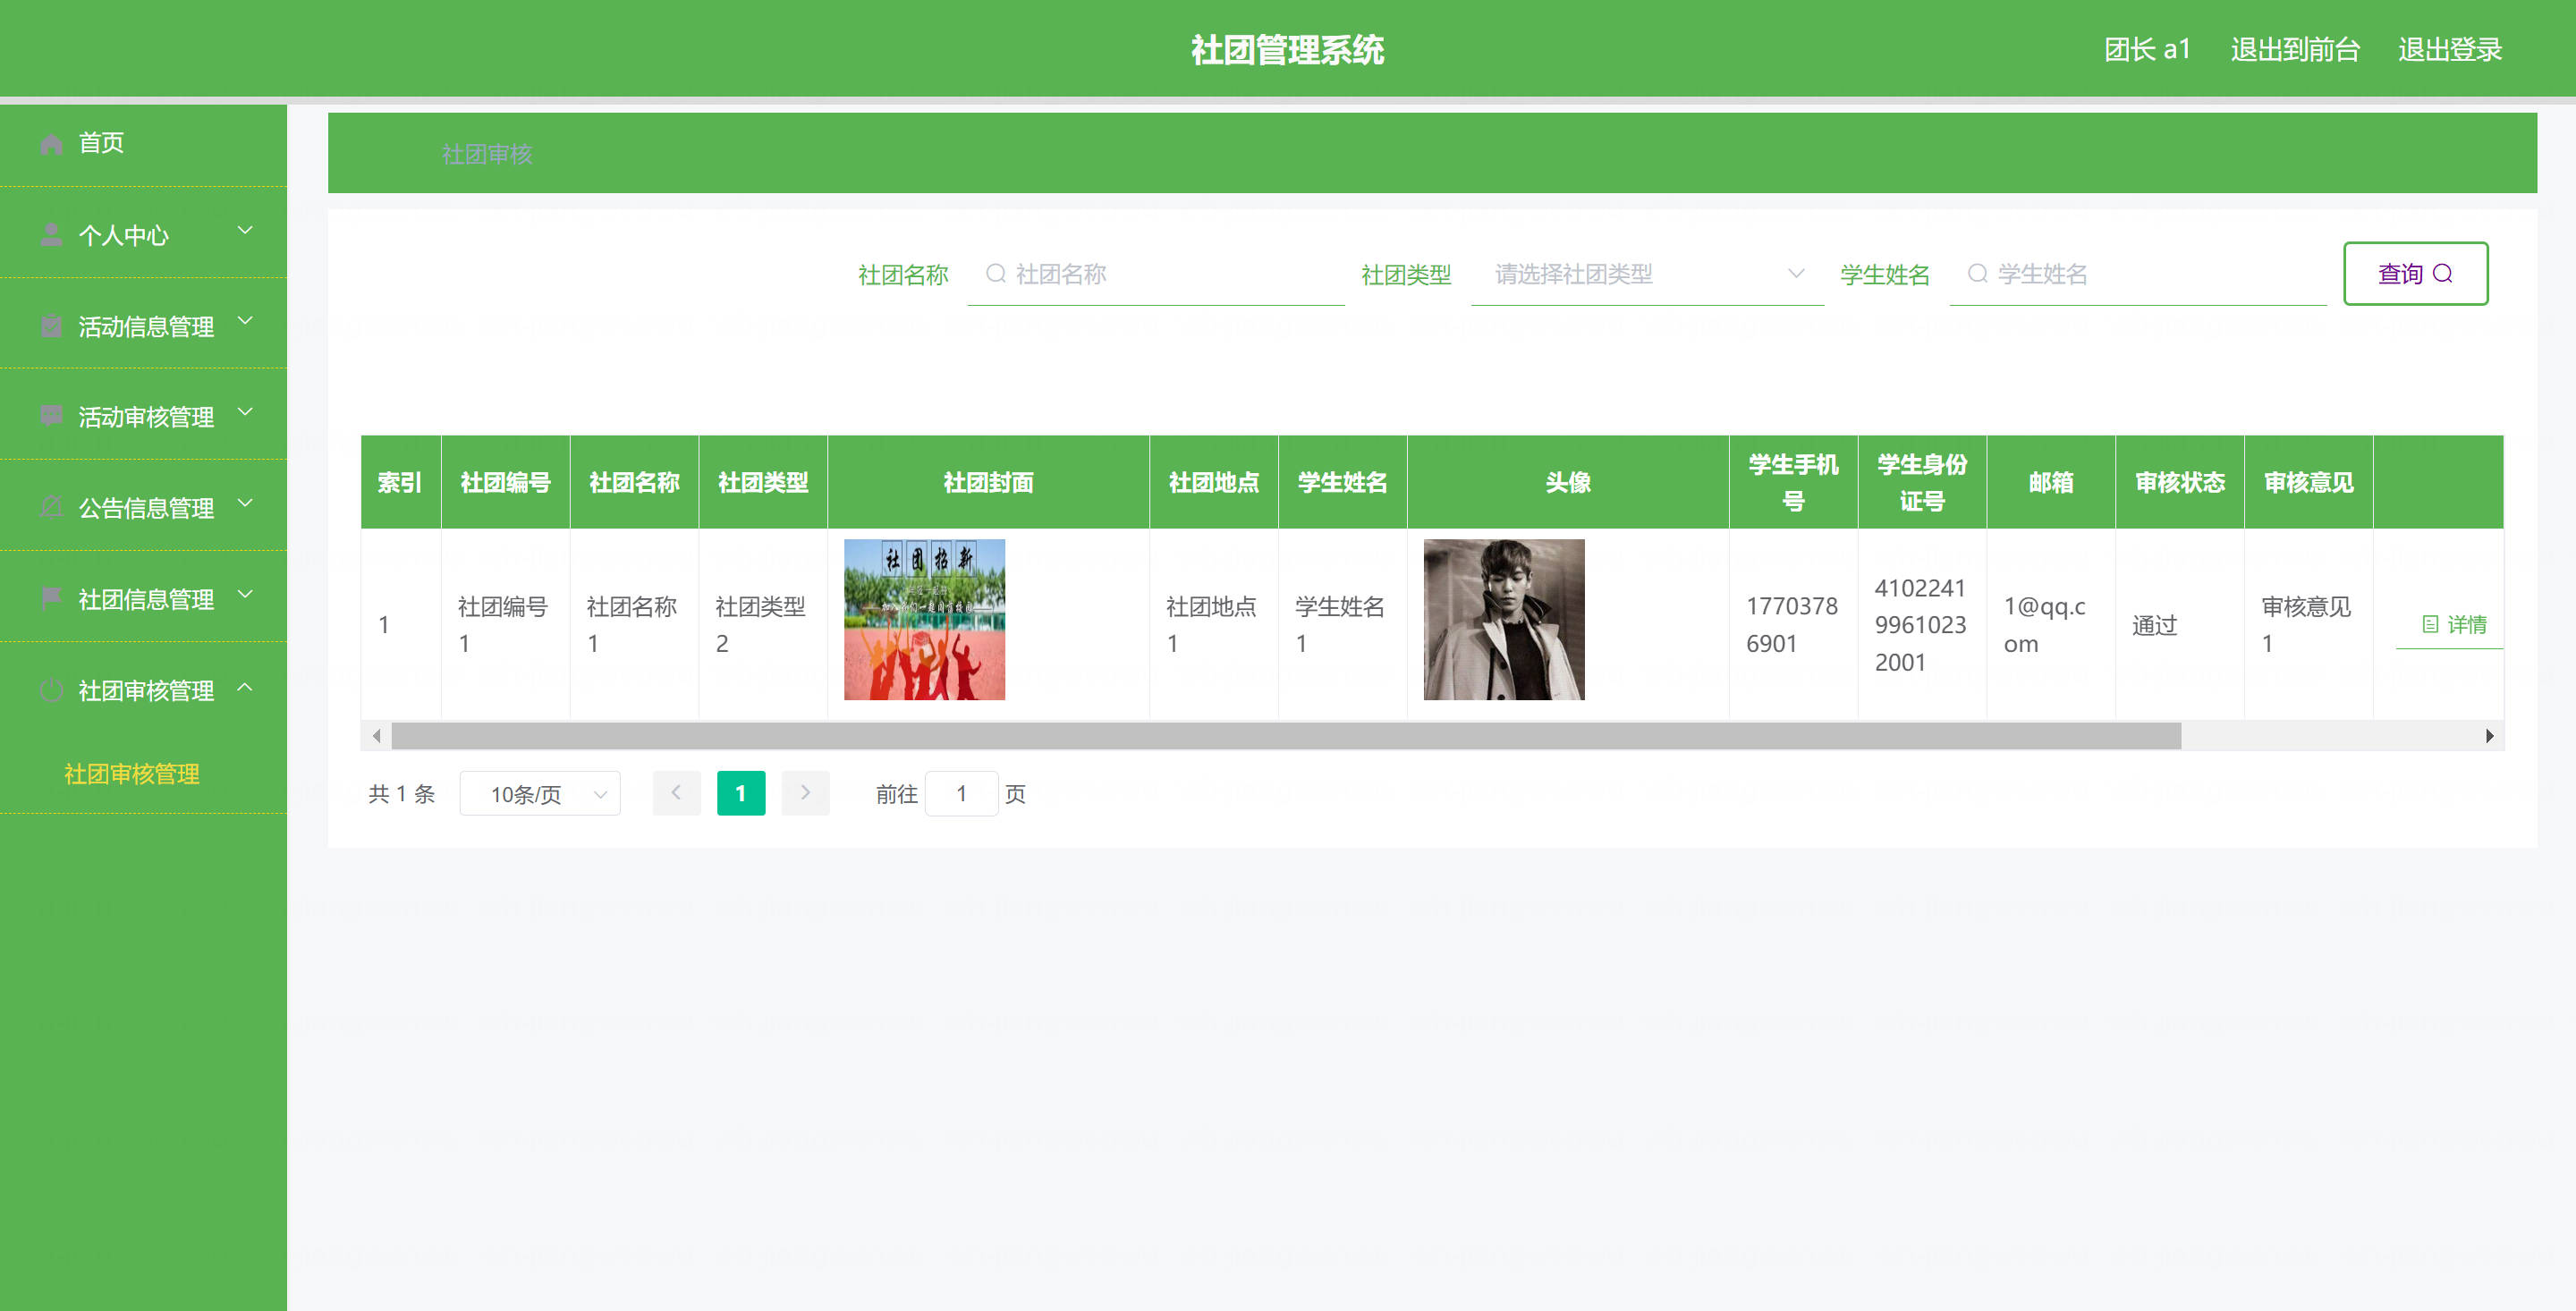 社团管理系统
团长 a1 退出到前台 退出登录
首页
个人中心
活动信息管理
活动审核管理
公告信息管理
社团信息管理
社团审核管理
社团审核管理
社团审核
社团名称 社团名称 社团类型 请选择社团类型 学生姓名 学生姓名 查询
索引 社团编号 社团名称 社团类型 社团封面 社团地点 学生姓名 头像 学生手机号 学生身份证号 邮箱 审核状态 审核意见
社团招新
1 社团编号1 社团名称1 社团类型2 社团地点1 学生姓名1 17703786901 410224199610232001 1@qq.com 通过 审核意见1 详情
共 1 条 10条/页 1 前往 1 页